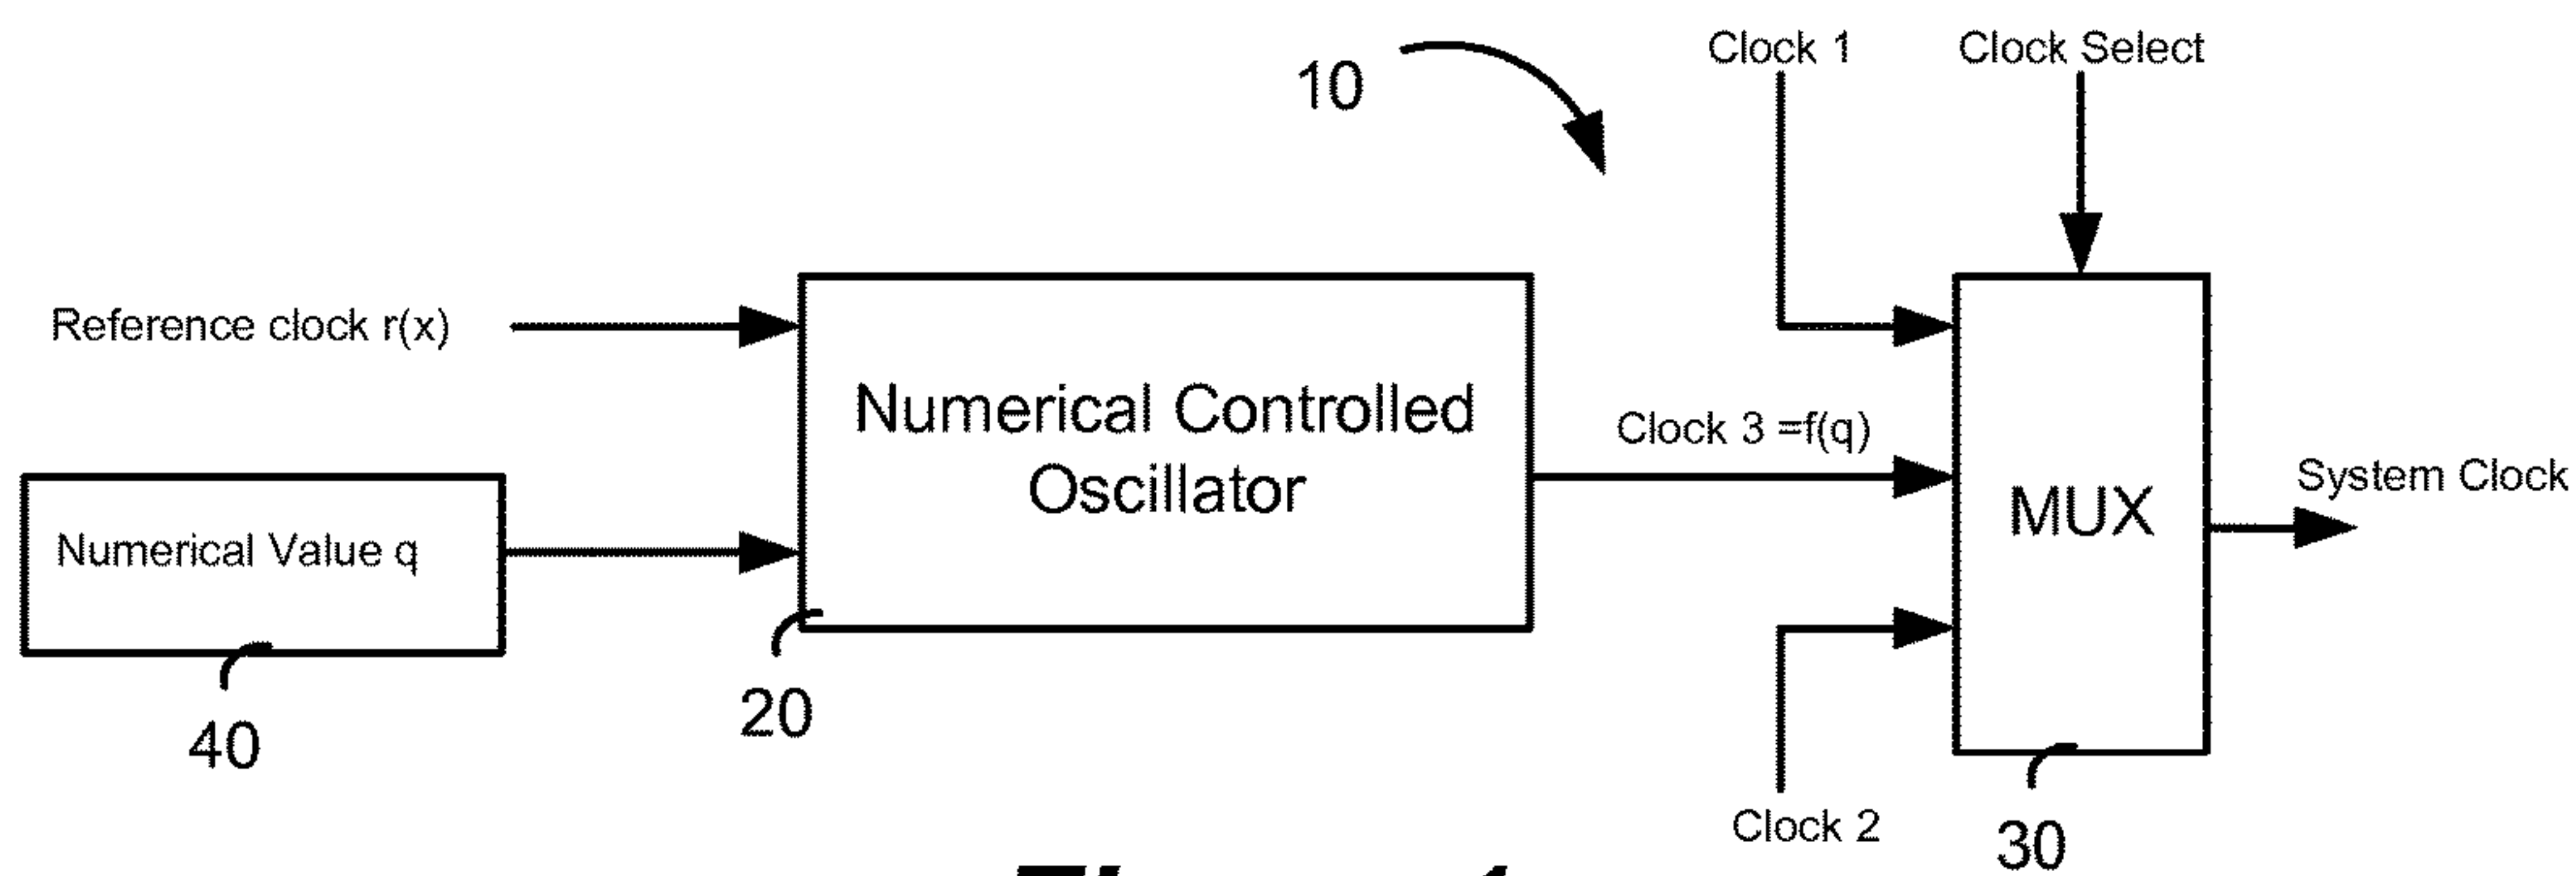 10
Clock 1
Clock Select
Reference clock r(x)
Numerical Controlled
Oscillator
Clock 3 =f(q)
MUX
System Clock
Numerical Value q
40
20
Clock 2
30